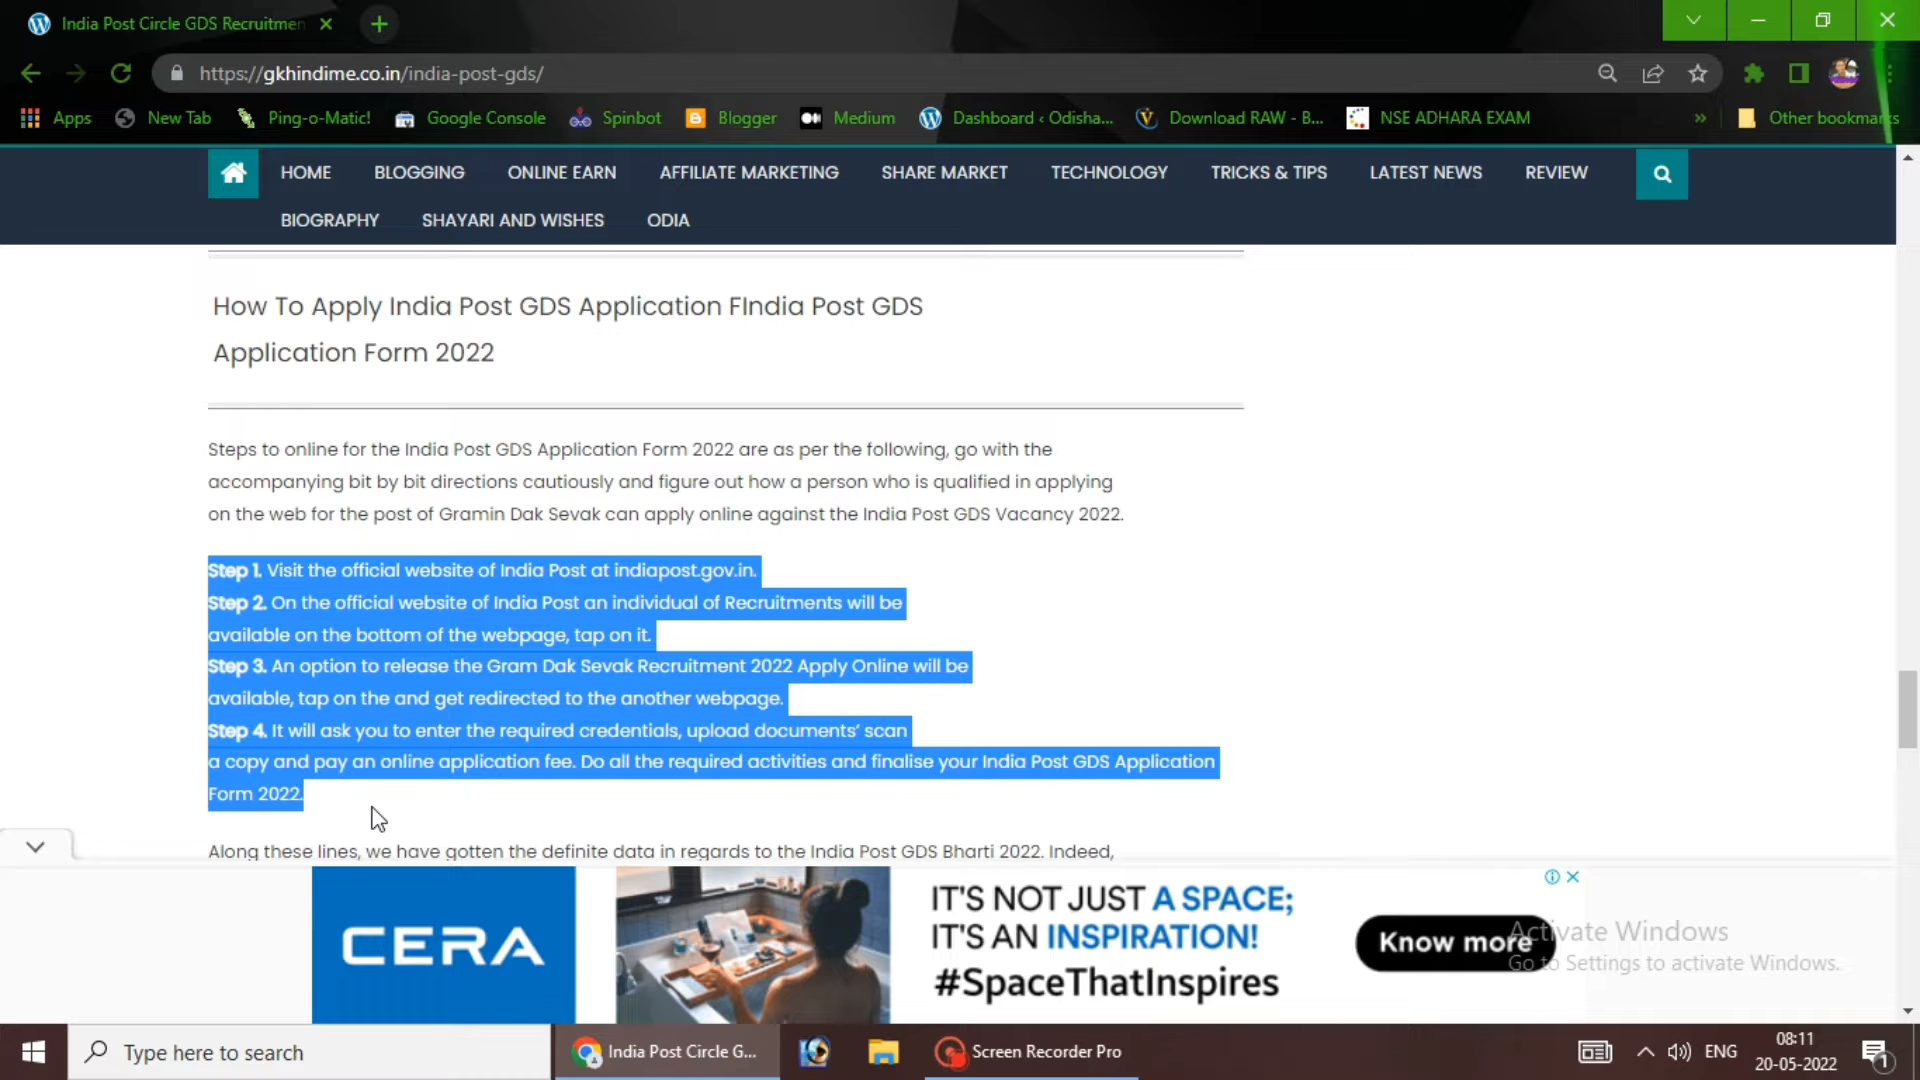 India Post Circle GDS Recruitmen
https://gkhindime.co.in/india-post-gds/
Apps New Tab Ping-o-Matic! Google Console Spinbot Blogger Medium Dashboard ‹ Odisha... Download RAW - B... NSE ADHARA EXAM » Other bookmarks
HOME BLOGGING ONLINE EARN AFFILIATE MARKETING SHARE MARKET TECHNOLOGY TRICKS & TIPS LATEST NEWS REVIEW
BIOGRAPHY SHAYARI AND WISHES ODIA
How To Apply India Post GDS Application FIndia Post GDS
Application Form 2022
Steps to online for the India Post GDS Application Form 2022 are as per the following, go with the
accompanying bit by bit directions cautiously and figure out how a person who is qualified in applying
on the web for the post of Gramin Dak Sevak can apply online against the India Post GDS Vacancy 2022.
Step 1. Visit the official website of India Post at indiapost.gov.in.
Step 2. On the official website of India Post an individual of Recruitments will be
available on the bottom of the webpage, tap on it.
Step 3. An option to release the Gram Dak Sevak Recruitment 2022 Apply Online will be
available, tap on the and get redirected to the another webpage.
Step 4. It will ask you to enter the required credentials, upload documents’ scan
a copy and pay an online application fee. Do all the required activities and finalise your India Post GDS Application
Form 2022.
Along these lines, we have gotten the definite data in regards to the India Post GDS Bharti 2022. Indeed,
CERA
IT'S NOT JUST A SPACE;
IT'S AN INSPIRATION!
#SpaceThatInspires
Know more
Activate Windows
Go to Settings to activate Windows.
Type here to search
India Post Circle G...
Screen Recorder Pro
ENG
08:11
20-05-2022
1